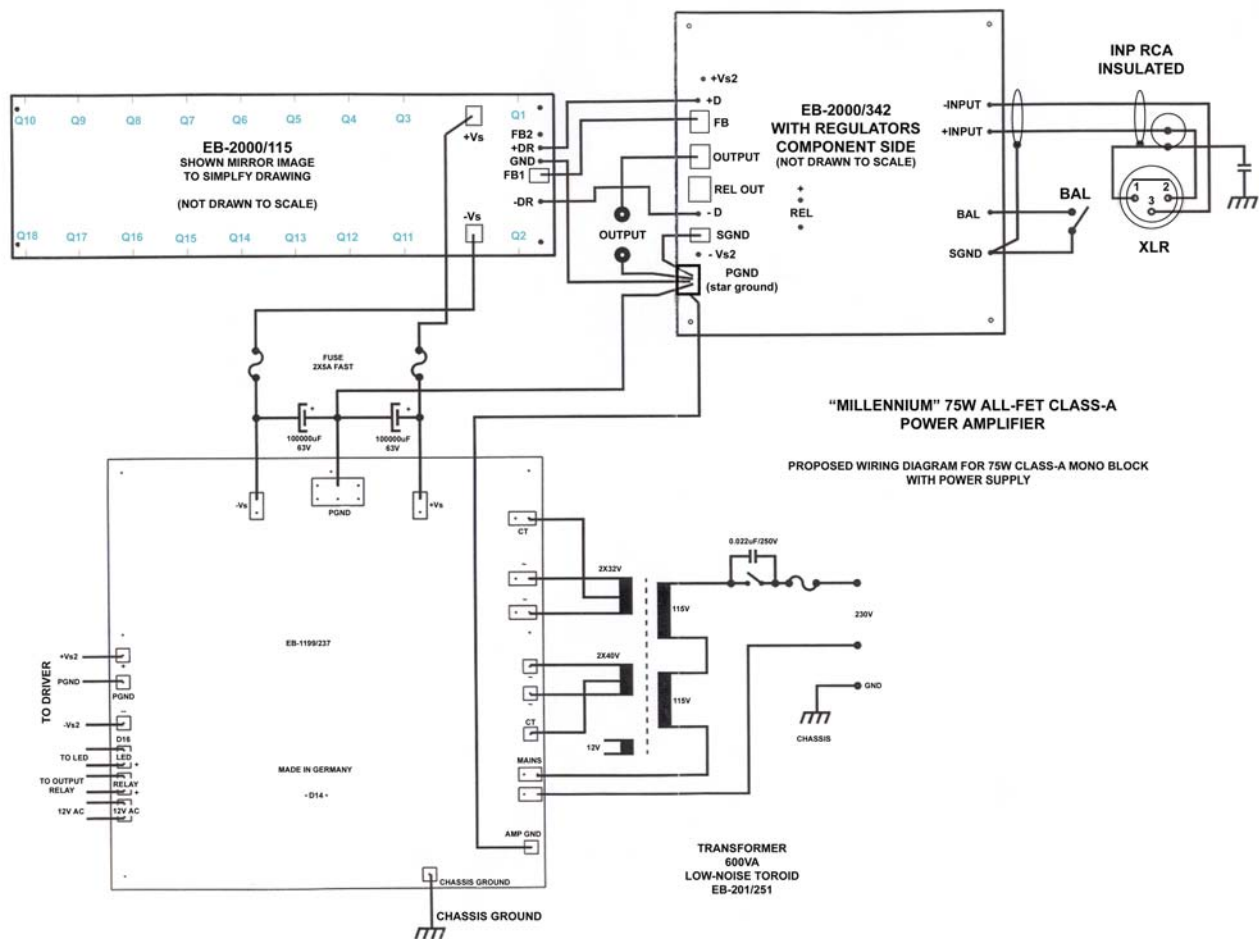 INP RCA
INSULATED
Q10 Q9 Q8 Q7 Q6 Q5 Q4 Q3 Q1
+Vs
EB-2000/115
SHOWN MIRROR IMAGE
TO SIMPLFY DRAWING
(NOT DRAWN TO SCALE)
FB2
+DR
GND
FB1
-DR
-Vs
Q18 Q17 Q16 Q15 Q14 Q13 Q12 Q11 Q2
OUTPUT
+Vs2
+D
FB
OUTPUT
REL OUT
- D
SGND
- Vs2
PGND
(star ground)
EB-2000/342
WITH REGULATORS
COMPONENT SIDE
(NOT DRAWN TO SCALE)
+
REL
-INPUT
+INPUT
BAL
SGND
BAL
1 2
3
XLR
FUSE
2X5A FAST
+ +
100000uF
63V
100000uF
63V
"MILLENNIUM" 75W ALL-FET CLASS-A
POWER AMPLIFIER
PROPOSED WIRING DIAGRAM FOR 75W CLASS-A MONO BLOCK
WITH POWER SUPPLY
-Vs
PGND
+Vs
CT
~
~
2X32V
0.022uF/250V
115V
230V
EB-1199/237
2X40V
~
CT
115V
GND
CHASSIS
12V
MAINS
TO DRIVER
+Vs2
+
PGND
PGND
-Vs2
–
D16
TO LED
LED
+
TO OUTPUT
RELAY
RELAY
+
12V AC
12V AC
MADE IN GERMANY
- D14 -
AMP GND
CHASSIS GROUND
CHASSIS GROUND
TRANSFORMER
600VA
LOW-NOISE TOROID
EB-201/251